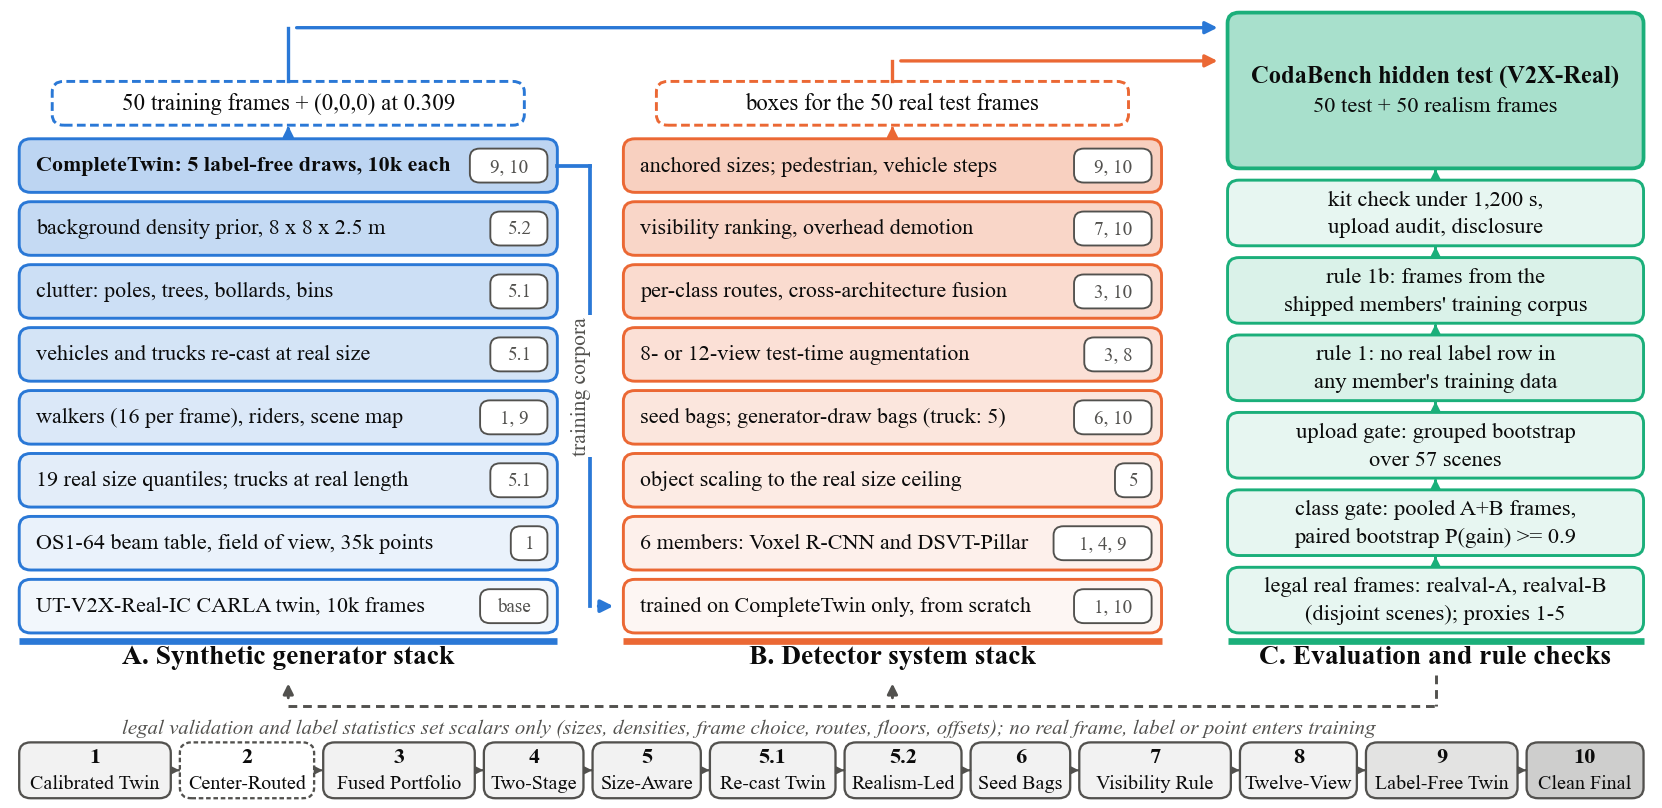 50 training frames + (0,0,0) at 0.309
CompleteTwin: 5 label-free draws, 10k each
9, 10
background density prior, 8 x 8 x 2.5 m
5.2
clutter: poles, trees, bollards, bins
5.1
vehicles and trucks re-cast at real size
5.1
walkers (16 per frame), riders, scene map
1, 9
19 real size quantiles; trucks at real length
5.1
OS1-64 beam table, field of view, 35k points
1
UT-V2X-Real-IC CARLA twin, 10k frames
base
A. Synthetic generator stack
training corpora
boxes for the 50 real test frames
anchored sizes; pedestrian, vehicle steps
9, 10
visibility ranking, overhead demotion
7, 10
per-class routes, cross-architecture fusion
3, 10
8- or 12-view test-time augmentation
3, 8
seed bags; generator-draw bags (truck: 5)
6, 10
object scaling to the real size ceiling
5
6 members: Voxel R-CNN and DSVT-Pillar
1, 4, 9
trained on CompleteTwin only, from scratch
1, 10
B. Detector system stack
CodaBench hidden test (V2X-Real)
50 test + 50 realism frames
kit check under 1,200 s,
upload audit, disclosure
rule 1b: frames from the
shipped members' training corpus
rule 1: no real label row in
any member's training data
upload gate: grouped bootstrap
over 57 scenes
class gate: pooled A+B frames,
paired bootstrap P(gain) >= 0.9
legal real frames: realval-A, realval-B
(disjoint scenes); proxies 1-5
C. Evaluation and rule checks
legal validation and label statistics set scalars only (sizes, densities, frame choice, routes, floors, offsets); no real frame, label or point enters training
1
Calibrated Twin
2
Center-Routed
3
Fused Portfolio
4
Two-Stage
5
Size-Aware
5.1
Re-cast Twin
5.2
Realism-Led
6
Seed Bags
7
Visibility Rule
8
Twelve-View
9
Label-Free Twin
10
Clean Final